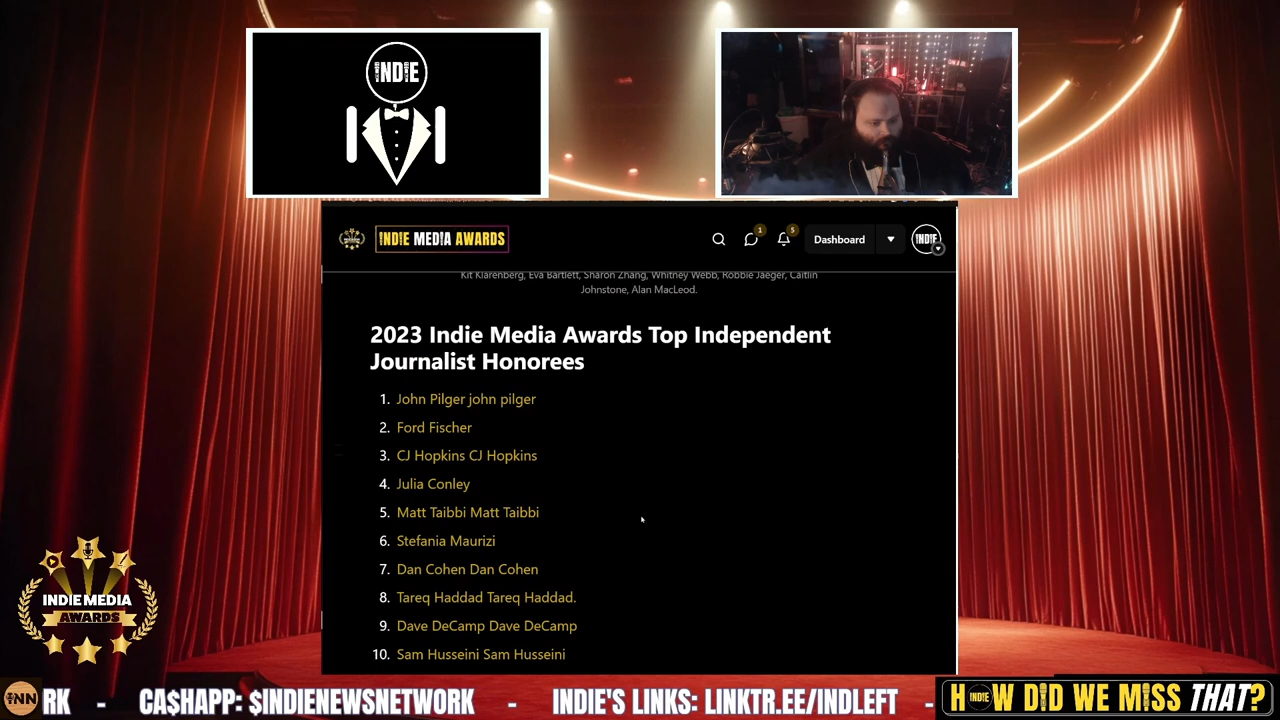 INDIE
INDIE MEDIA AWARDS
1
5
Dashboard
INDIE
Kit Klarenberg, Eva Bartlett, Sharon Zhang, Whitney Webb, Robbie Jaeger, Caitlin
Johnstone, Alan MacLeod.
2023 Indie Media Awards Top Independent
Journalist Honorees
1. John Pilger john pilger
2. Ford Fischer
3. CJ Hopkins CJ Hopkins
4. Julia Conley
5. Matt Taibbi Matt Taibbi
6. Stefania Maurizi
7. Dan Cohen Dan Cohen
8. Tareq Haddad Tareq Haddad.
9. Dave DeCamp Dave DeCamp
10. Sam Husseini Sam Husseini
INDIE MEDIA
AWARDS
INN
RK - CA$HAPP: $INDIENEWSNETWORK - INDIE'S LINKS: LINKTR.EE/INDLEFT -
HOW DID WE MISS THAT?